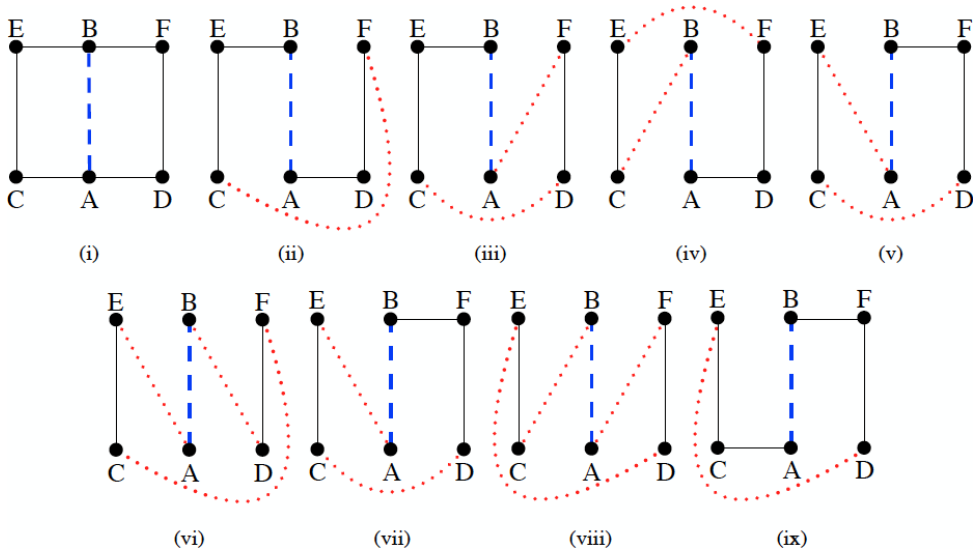 E B F E B F E B F E B F E B F
C A D C A D C A D C A D C A D
(i) (ii) (iii) (iv) (v)
E B F E B F E B F E B F
C A D C A D C A D C A D
(vi) (vii) (viii) (ix)